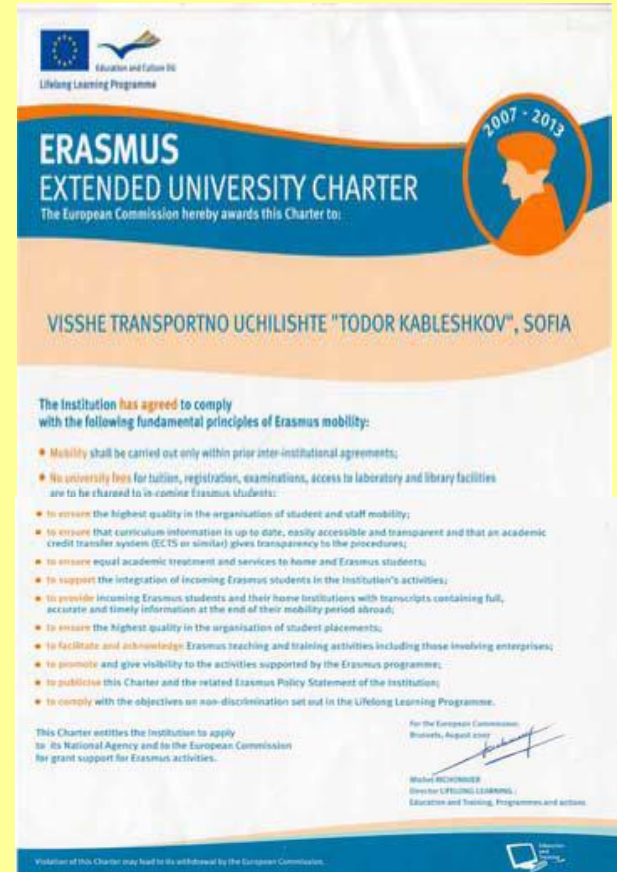 Education and Culture DG
Lifelong Learning Programme
2007 - 2013
ERASMUS
EXTENDED UNIVERSITY CHARTER
The European Commission hereby awards this Charter to:
VISSHE TRANSPORTNO UCHILISHTE "TODOR KABLESHKOV", SOFIA
The Institution has agreed to comply
with the following fundamental principles of Erasmus mobility:
Mobility shall be carried out only within prior inter-institutional agreements;
No university fees for tuition, registration, examinations, access to laboratory and library facilities
are to be charged to in-coming Erasmus students;
to ensure the highest quality in the organisation of student and staff mobility;
to ensure that curriculum information is up to date, easily accessible and transparent and that an academic
credit transfer system (ECTS or similar) gives transparency to the procedures;
to ensure equal academic treatment and services to home and Erasmus students;
to support the integration of incoming Erasmus students in the Institution's activities;
to provide incoming Erasmus students and their home Institutions with transcripts containing full,
accurate and timely information at the end of their mobility period abroad;
to ensure the highest quality in the organisation of student placements;
to facilitate and acknowledge Erasmus teaching and training activities including those involving enterprises;
to promote and give visibility to the activities supported by the Erasmus programme;
to publicise this Charter and the related Erasmus Policy Statement of the Institution;
to comply with the objectives on non-discrimination set out in the Lifelong Learning Programme.
This Charter entitles the Institution to apply
to its National Agency and to the European Commission
for grant support for Erasmus activities.
For the European Commission
Brussels, August 2007
Michel RICHONNIER
Director LIFELONG LEARNING:
Education and Training, Programmes and actions
Violation of this Charter may lead to its withdrawal by the European Commission.
Education
and
Training